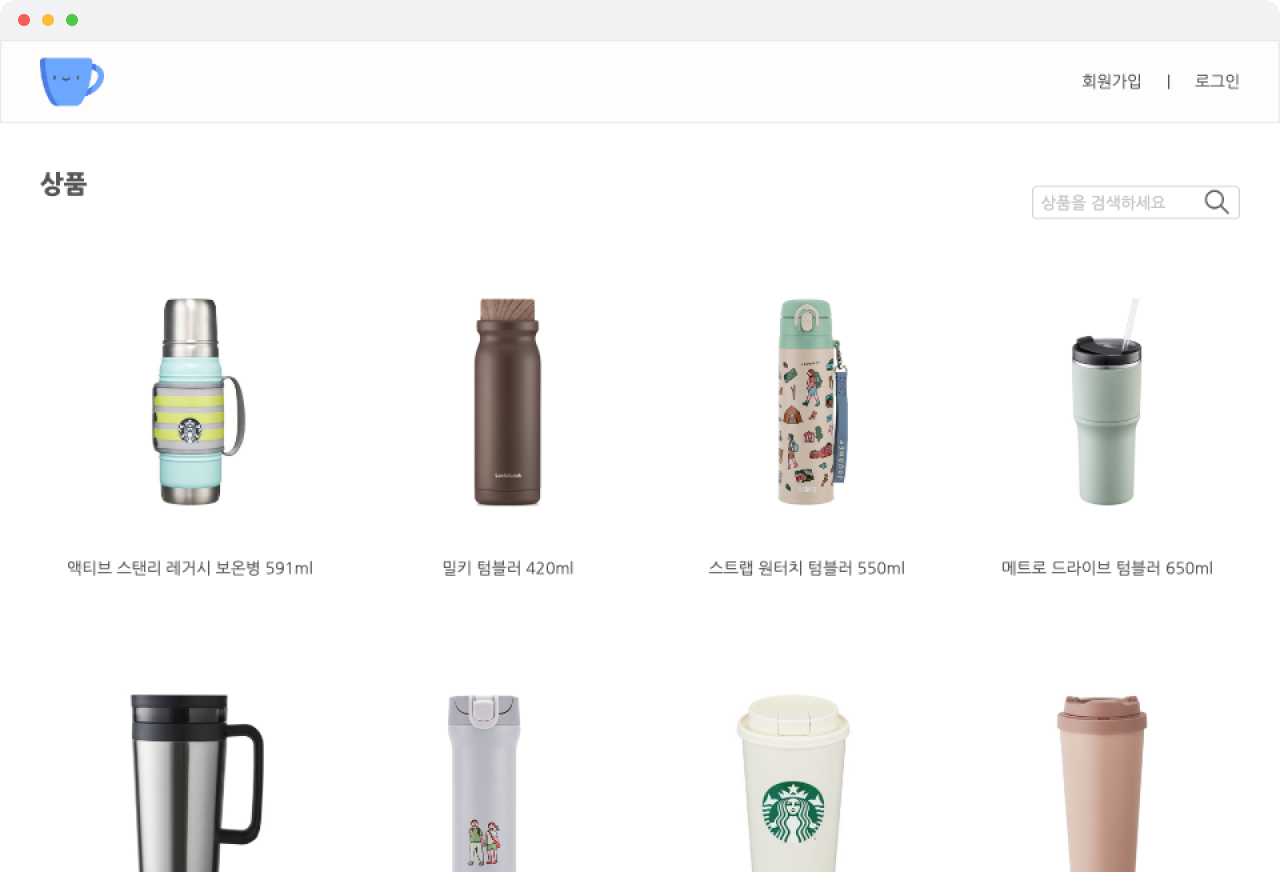 회원가입 | 로그인
상품
상품을 검색하세요
JOURNEY
액티브 스탠리 레거시 보온병 591ml
밀키 텀블러 420ml
스트랩 원터치 텀블러 550ml
메트로 드라이브 텀블러 650ml